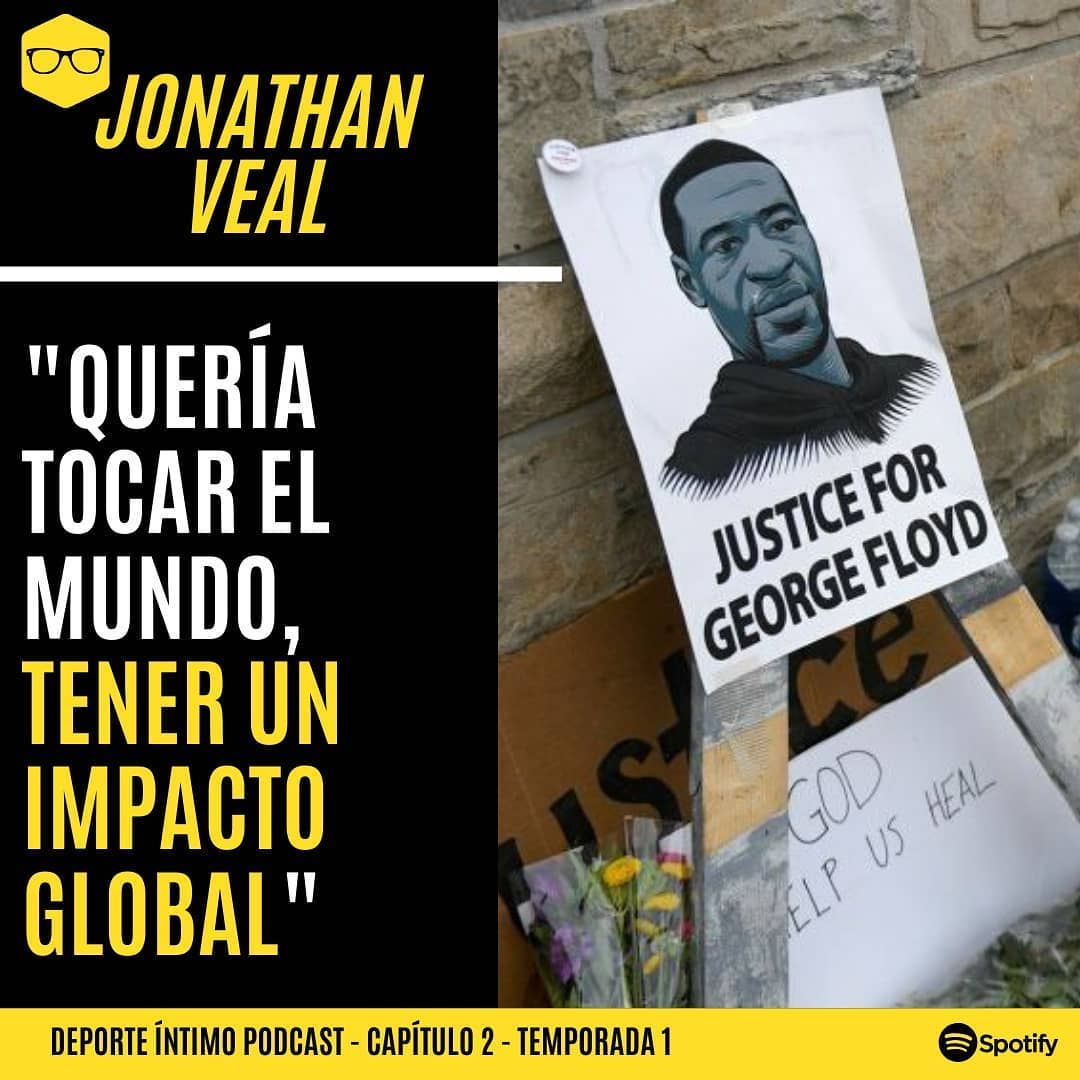 JONATHAN
VEAL
"QUERÍA
TOCAR EL
MUNDO,
TENER UN
IMPACTO
GLOBAL"
JUSTICE FOR
GEORGE FLOYD
GOD
US HEAL
DEPORTE ÍNTIMO PODCAST - CAPÍTULO 2 - TEMPORADA 1
Spotify